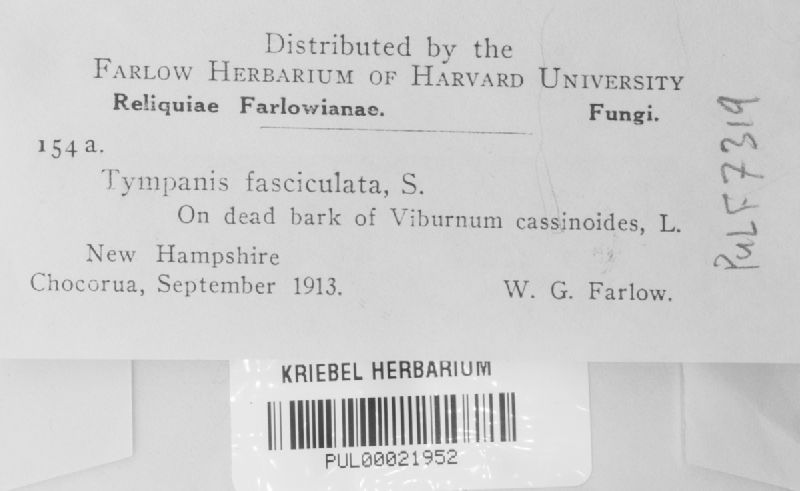 Distributed by the
FARLOW HERBARIUM OF HARVARD UNIVERSITY
Reliquiae Farlowianae. Fungi.
154 a.
Tympanis fasciculata, S.
On dead bark of Viburnum cassinoides, L.
New Hampshire
Chocorua, September 1913. W. G. Farlow.
PUL F 7319
KRIEBEL HERBARIUM
PUL00021952